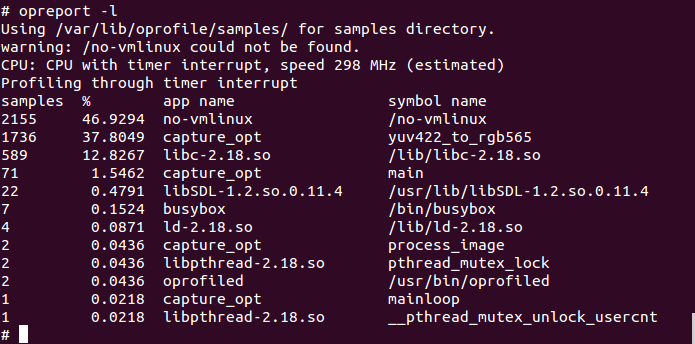 # opreport -l
Using /var/lib/oprofile/samples/ for samples directory.
warning: /no-vmlinux could not be found.
CPU: CPU with timer interrupt, speed 298 MHz (estimated)
Profiling through timer interrupt
samples  %        app name                 symbol name
2155     46.9294  no-vmlinux               /no-vmlinux
1736     37.8049  capture_opt              yuv422_to_rgb565
589      12.8267  libc-2.18.so             /lib/libc-2.18.so
71        1.5462  capture_opt              main
22        0.4791  libSDL-1.2.so.0.11.4     /usr/lib/libSDL-1.2.so.0.11.4
7         0.1524  busybox                  /bin/busybox
4         0.0871  ld-2.18.so               /lib/ld-2.18.so
2         0.0436  capture_opt              process_image
2         0.0436  libpthread-2.18.so       pthread_mutex_lock
2         0.0436  oprofiled                /usr/bin/oprofiled
1         0.0218  capture_opt              mainloop
1         0.0218  libpthread-2.18.so       __pthread_mutex_unlock_usercnt
#